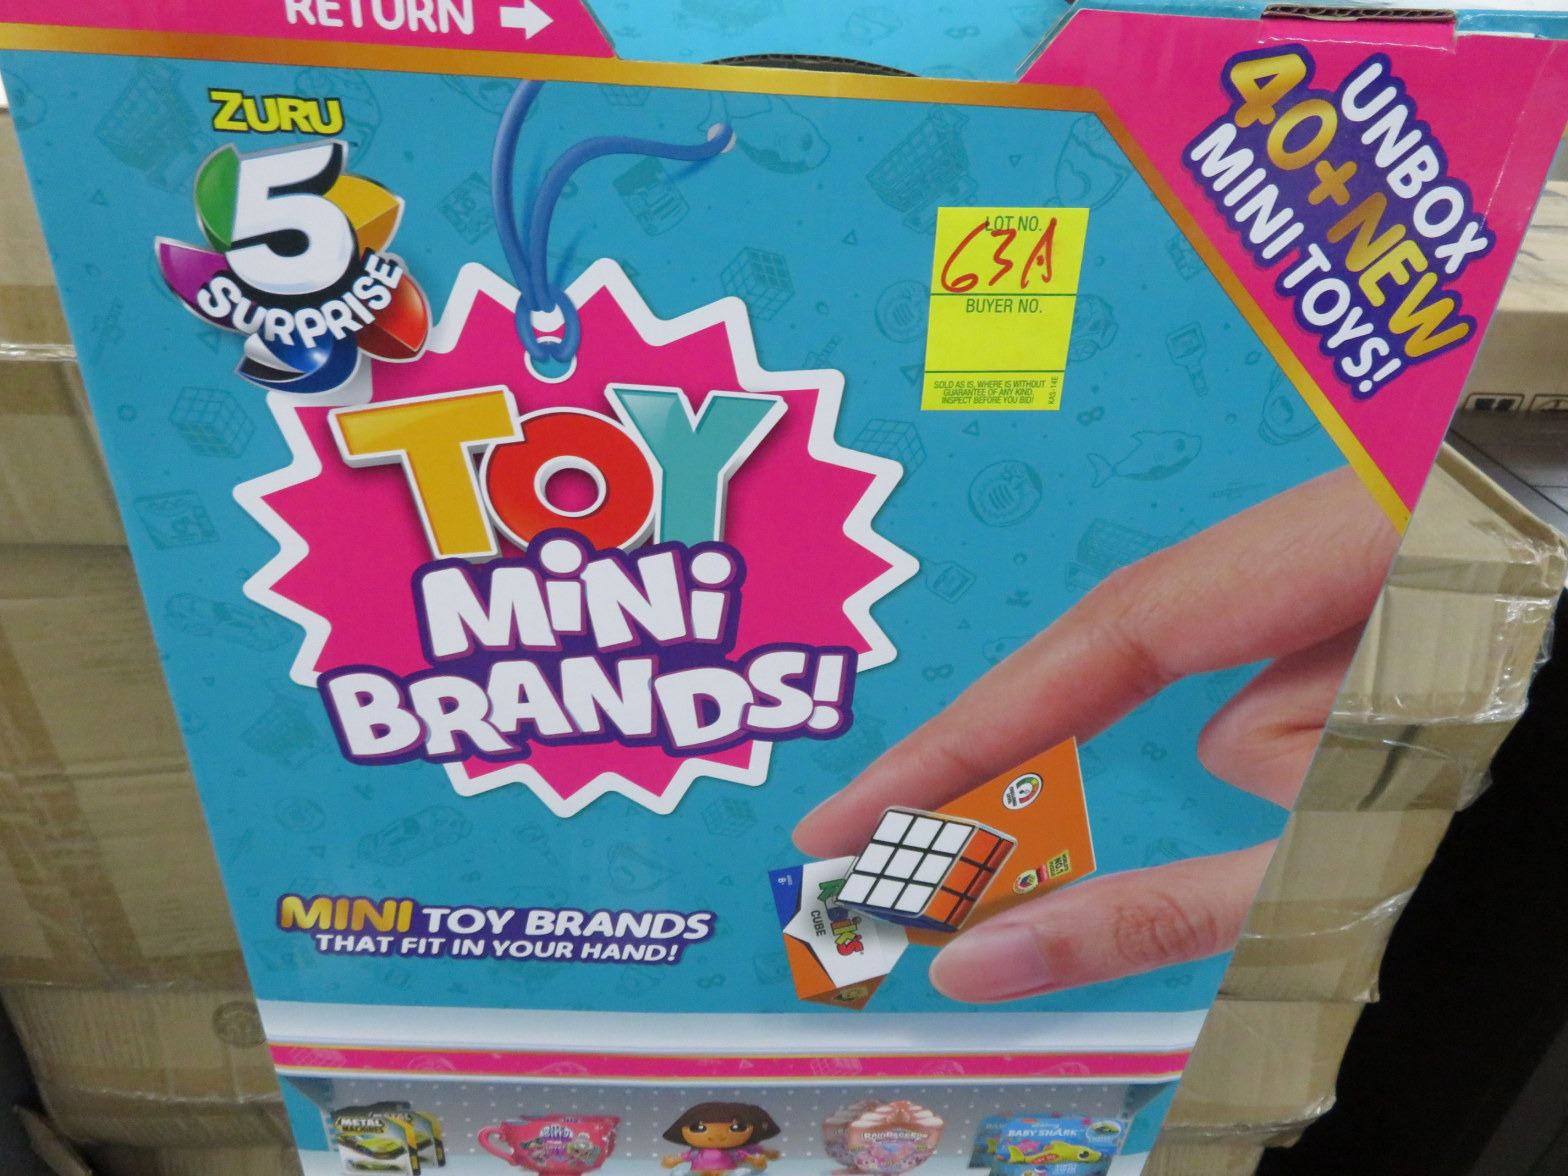 RETURN
ZURU
5
SURPRISE
TOY
MiNi
BRANDS!
UNBOX
40+ NEW
MINI TOYS!
LOT NO.
63A
BUYER NO.
SOLD AS IS, WHERE IS WITHOUT
GUARANTEE OF ANY KIND.
INSPECT BEFORE YOU BID!
CUBE
MINI TOY BRANDS
THAT FIT IN YOUR HAND!
METAL
BABY SHARK